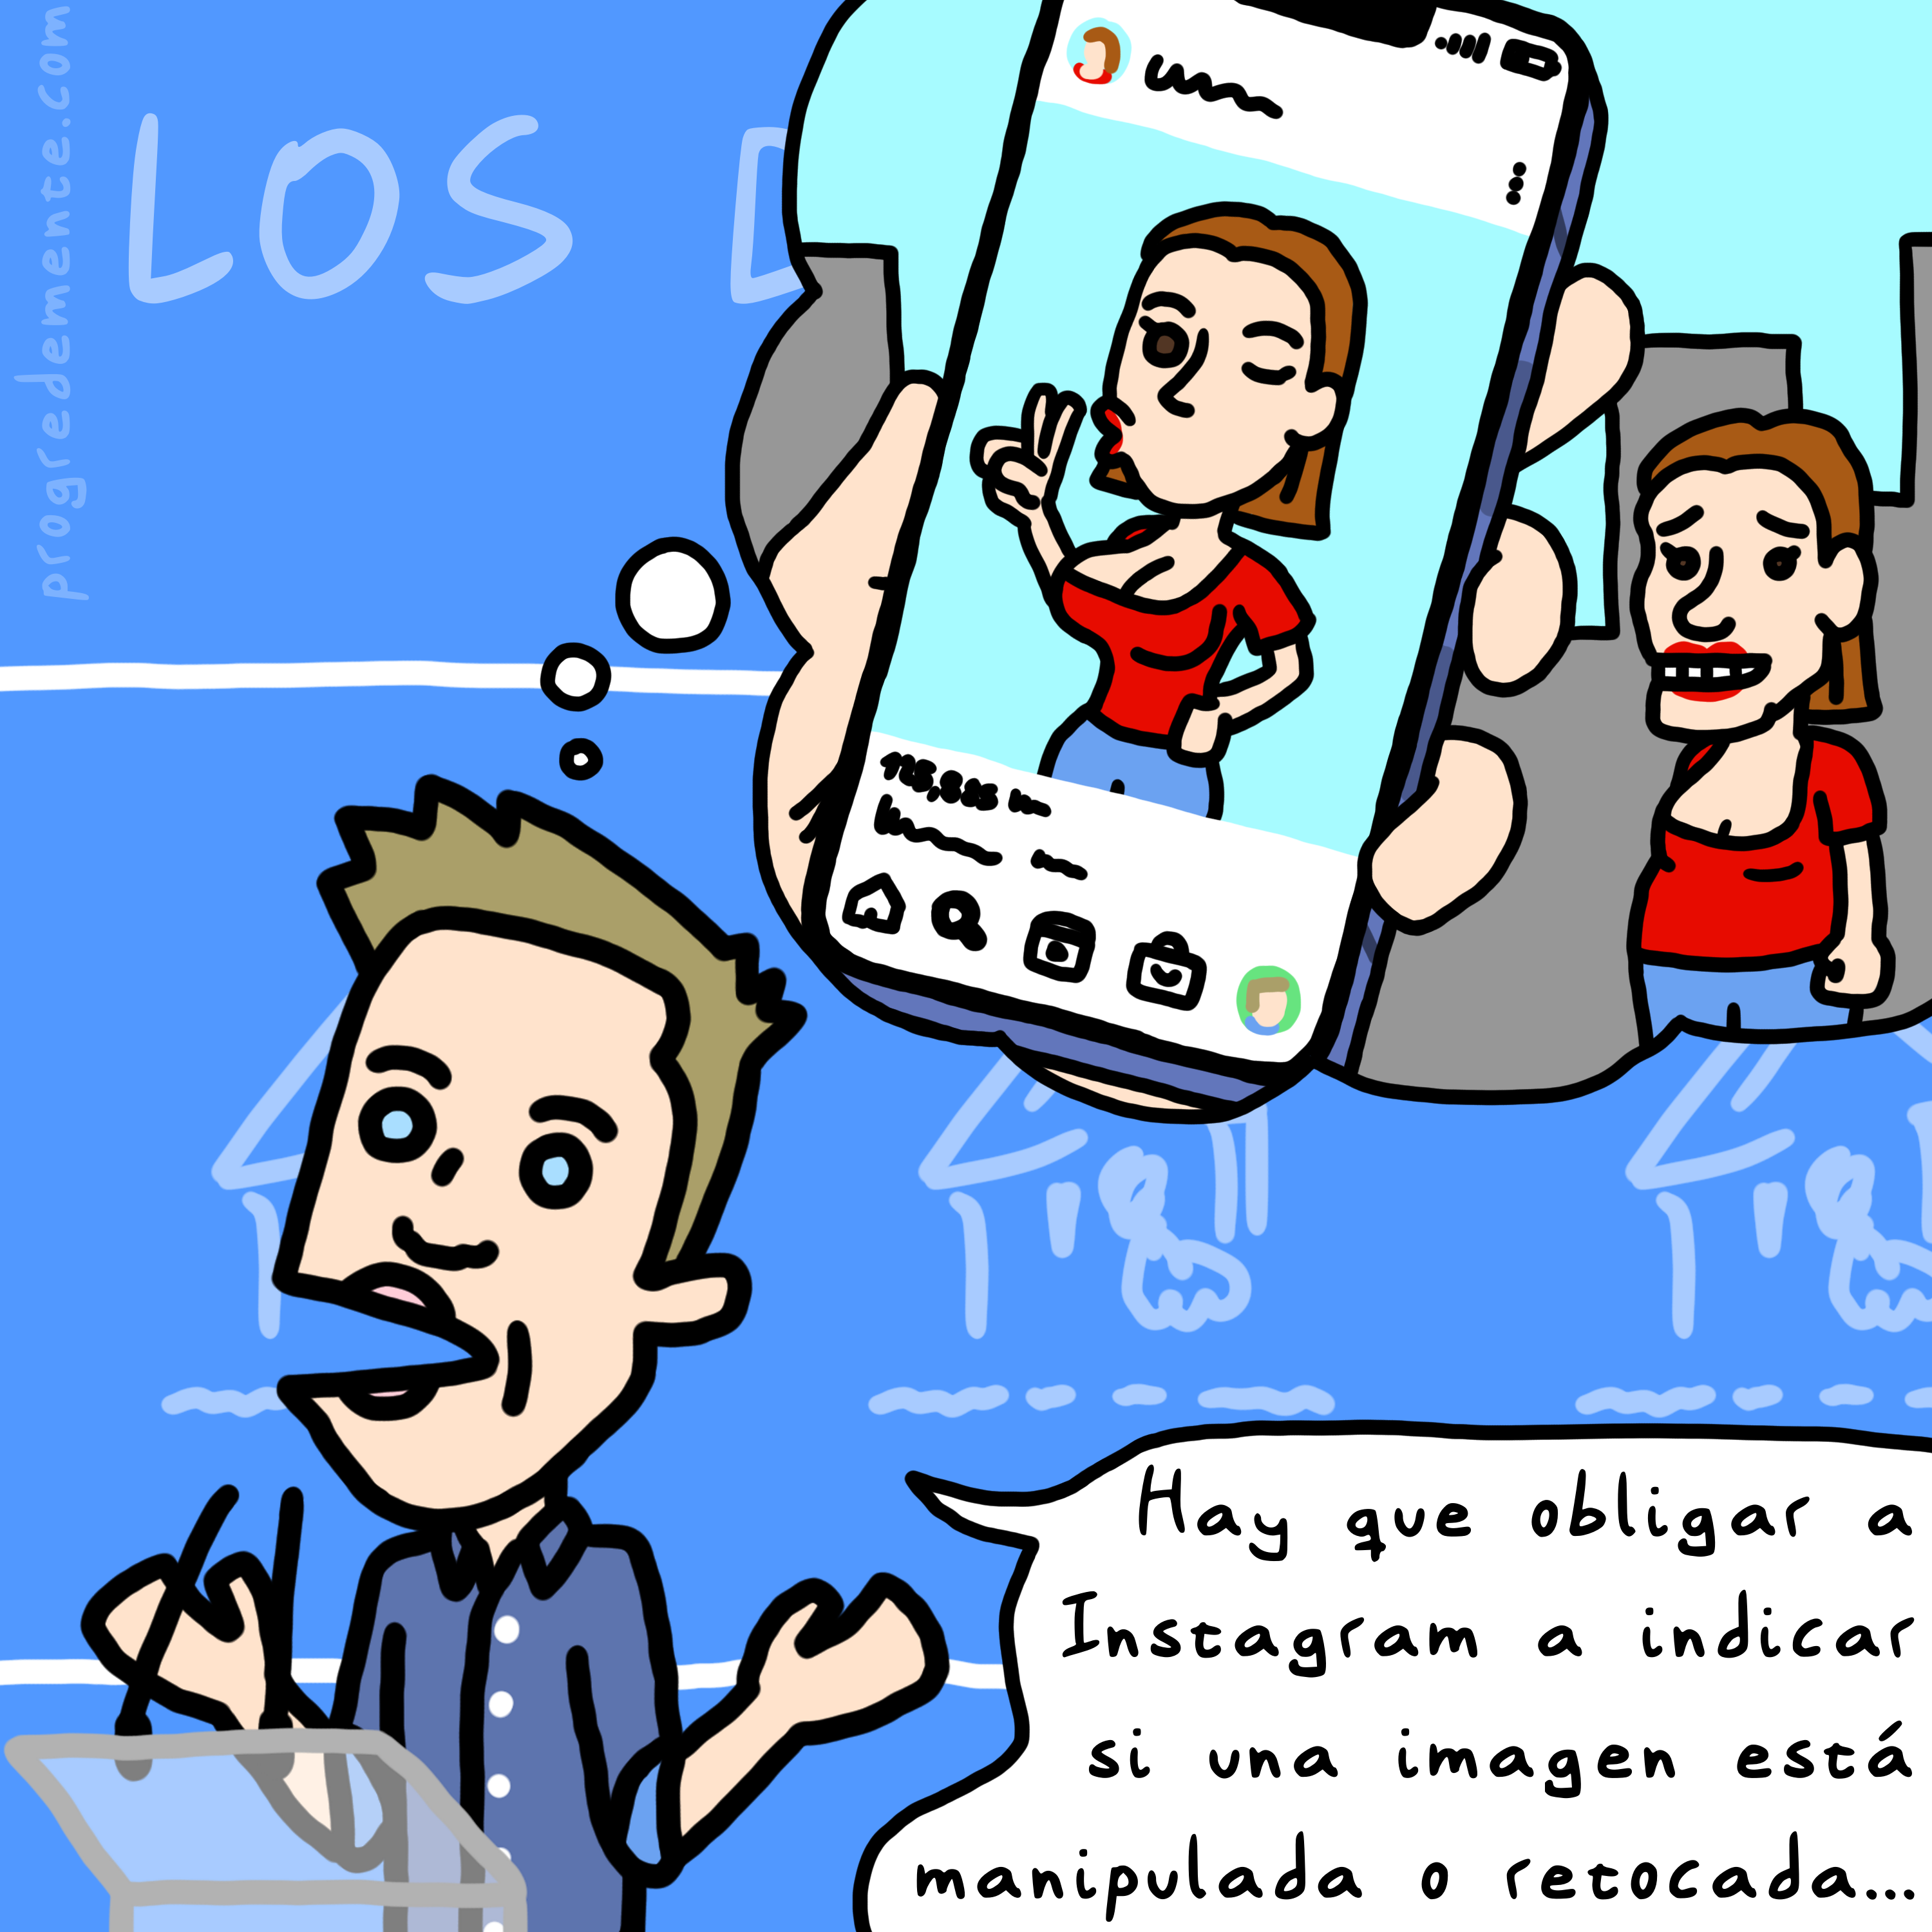 progredemente.com
LOS
Hay que obligar a
Instagram a indicar
si una imagen está
manipulada o retocada...